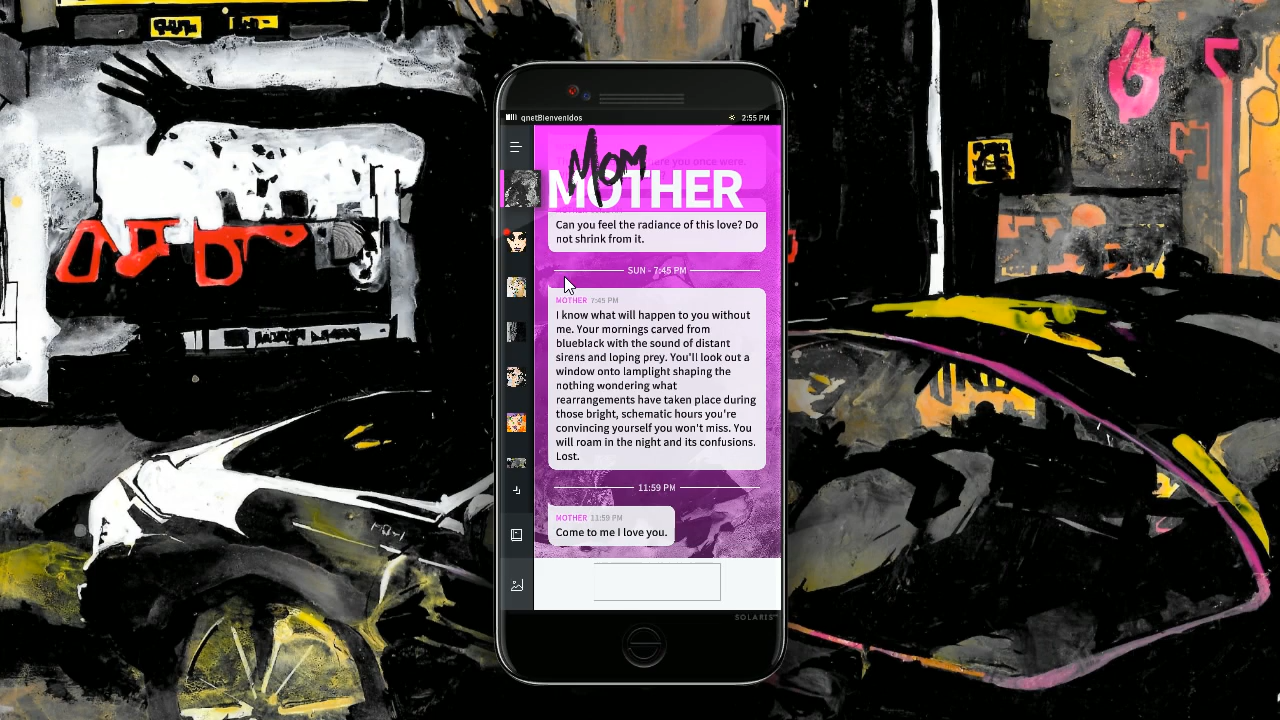 qnetBienvenidos 2:55 PM
ere you once were.
Mom
MOTHER
Can you feel the radiance of this love? Do
not shrink from it.
SUN - 7:45 PM
MOTHER 7:45 PM
I know what will happen to you without
me. Your mornings carved from
blueblack with the sound of distant
sirens and loping prey. You'll look out a
window onto lamplight shaping the
nothing wondering what
rearrangements have taken place during
those bright, schematic hours you're
convincing yourself you won't miss. You
will roam in the night and its confusions.
Lost.
11:59 PM
MOTHER 11:59 PM
Come to me I love you.
SOLARIS